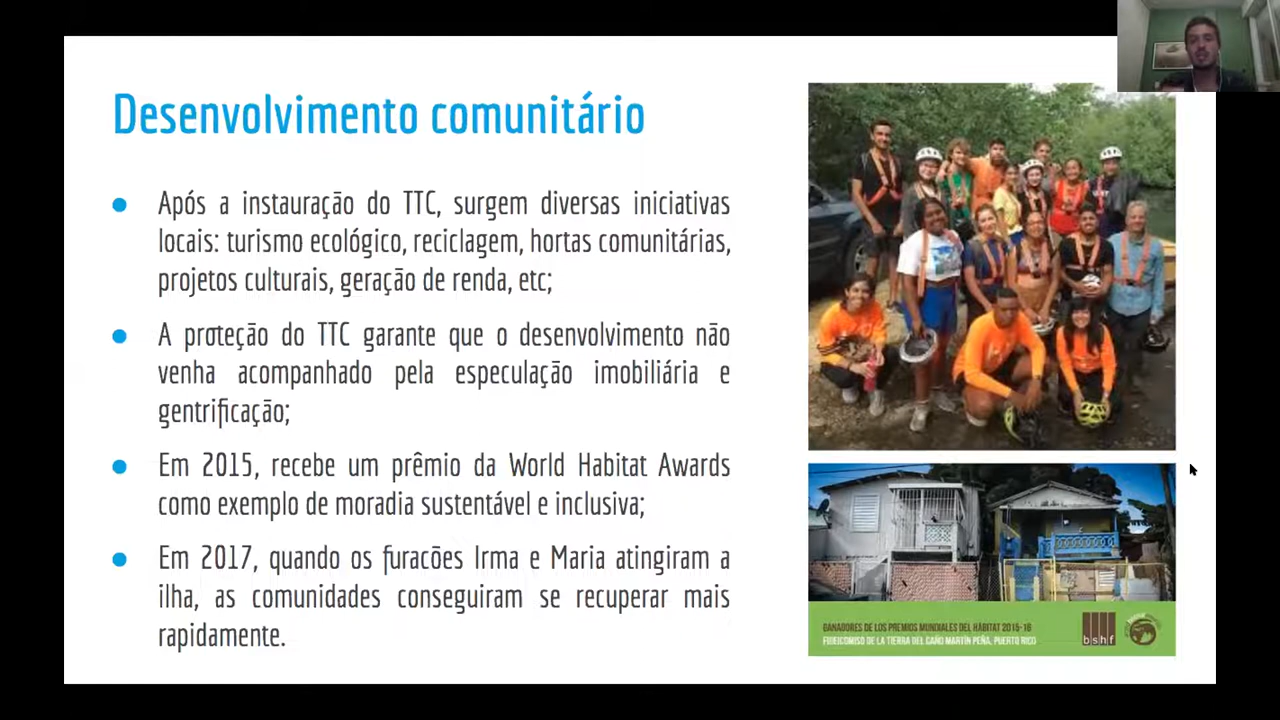 Desenvolvimento comunitário
● Após a instauração do TTC, surgem diversas iniciativas
locais: turismo ecológico, reciclagem, hortas comunitárias,
projetos culturais, geração de renda, etc;
● A proteção do TTC garante que o desenvolvimento não
venha acompanhado pela especulação imobiliária e
gentrificação;
● Em 2015, recebe um prêmio da World Habitat Awards
como exemplo de moradia sustentável e inclusiva;
● Em 2017, quando os furacões Irma e Maria atingiram a
ilha, as comunidades conseguiram se recuperar mais
rapidamente.
GANADORES DE LOS PREMIOS MUNDIALES DEL HÁBITAT 2015-16
FIDEICOMISO DE LA TIERRA DEL CAÑO MARTÍN PEÑA, PUERTO RICO
bshf